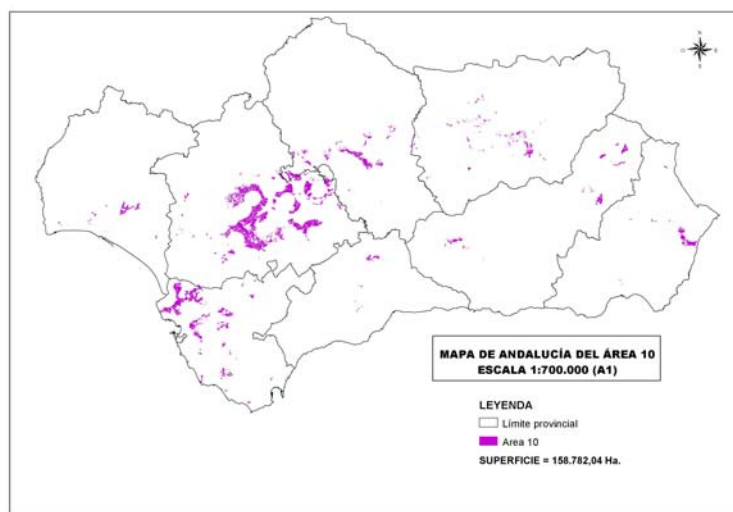 N
O
E
S
MAPA DE ANDALUCÍA DEL ÁREA 10
ESCALA 1:700.000 (A1)
LEYENDA
Límite provincial
Area 10
SUPERFICIE = 158.782,04 Ha.